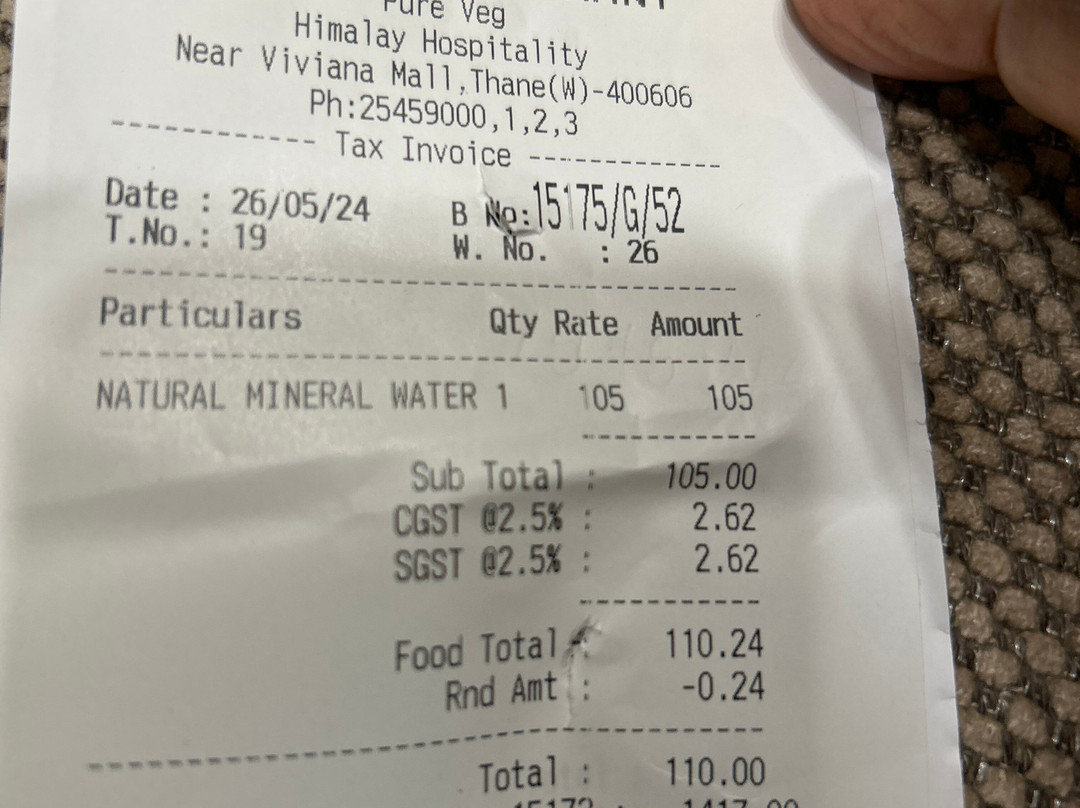 Pure Veg
Himalay Hospitality
Near Viviana Mall,Thane(W)-400606
Ph:25459000,1,2,3
------------ Tax Invoice -------------
Date : 26/05/24 B No:15175/G/52
T.No.: 19 W. No. : 26
Particulars Qty Rate Amount
NATURAL MINERAL WATER 1 105 105
Sub Total : 105.00
CGST @2.5% : 2.62
SGST @2.5% : 2.62
Food Total : 110.24
Rnd Amt : -0.24
Total : 110.00